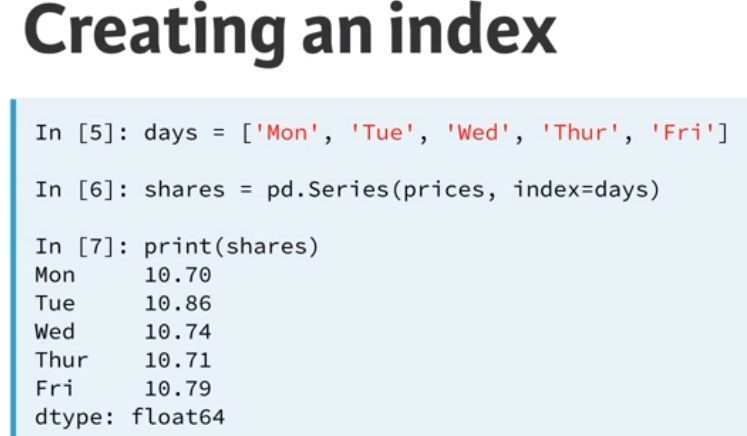 Creating an index
In [5]: days = ['Mon', 'Tue', 'Wed', 'Thur', 'Fri']
In [6]: shares = pd.Series(prices, index=days)
In [7]: print(shares)
Mon     10.70
Tue     10.86
Wed     10.74
Thur    10.71
Fri     10.79
dtype: float64